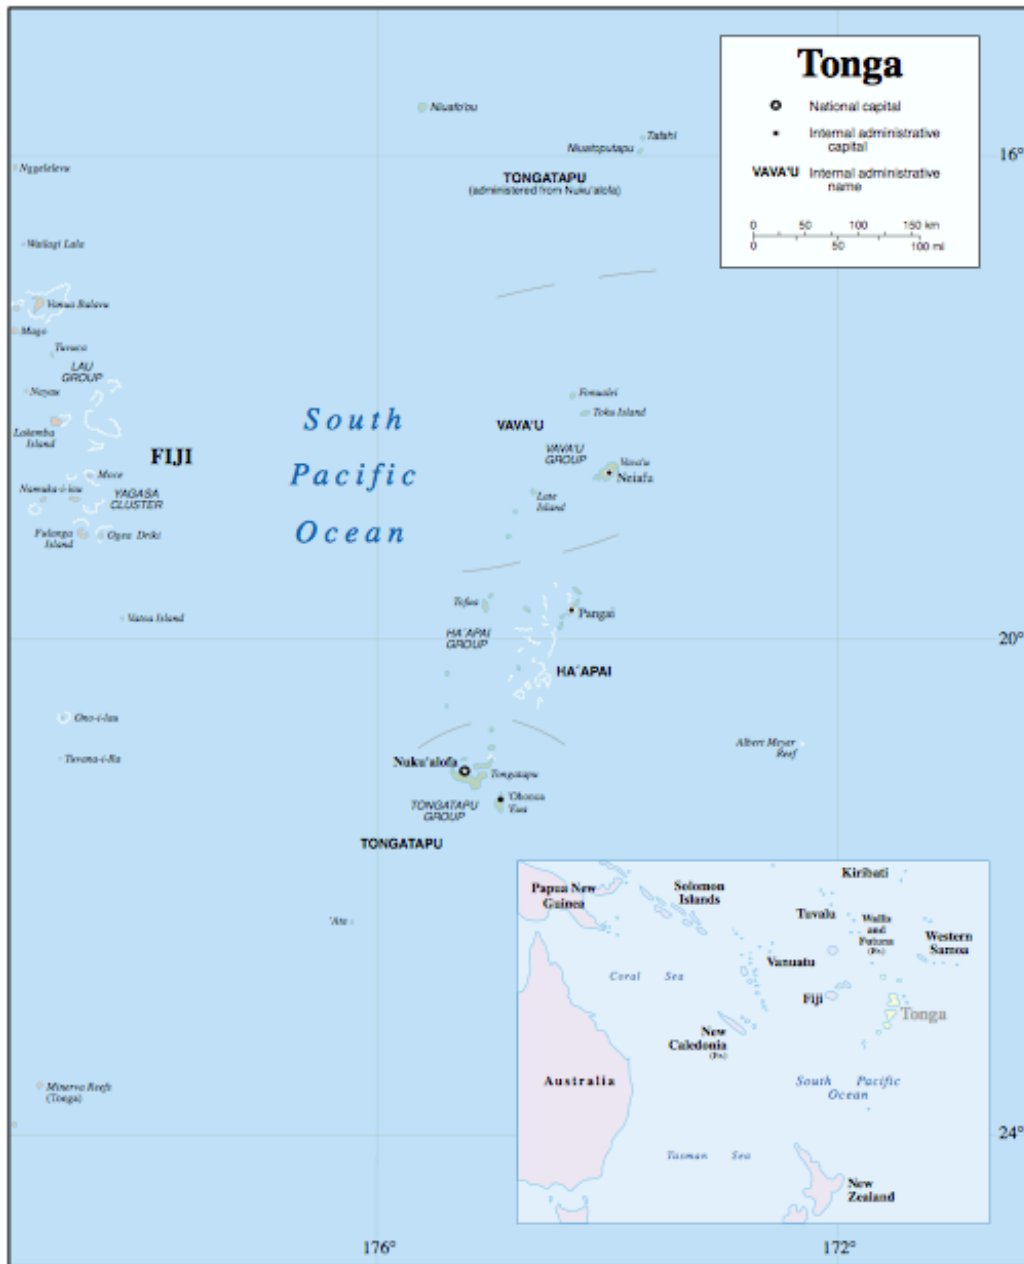 Tonga
National capital
Internal administrative
capital
VAVA'U
Internal administrative
name
0 50 100 150 km
0 50 100 mi
Niuafo'ou
Tafahi
Niuatoputapu
16°
Nggelelevu
TONGATAPU
(administered from Nuku'alofa)
Wailagi Lala
Vanua Balavu
Mago
Tuvuca
LAU
GROUP
Nayau
Fonualei
Toku Island
South
VAVA'U
Lakemba
Island
VAVA'U
GROUP
FIJI
Vava'u
Neiafa
Pacific
Moce
Namuka-i-lau
YAGASA
CLUSTER
Late
Island
Fulanga
Island
Ogea Driki
Ocean
Tofua
Pangai
Vatoa Island
HA'APAI
GROUP
20°
HA'APAI
Ono-i-lau
Albert Meyer
Reef
Tuvana-i-Ra
Nuku'alofa
Tongatapu
'Ohonua
'Eua
TONGATAPU
GROUP
TONGATAPU
'Ata
Kiribati
Papua New
Guinea
Solomon
Islands
Tuvalu
Wallis
and
Futuna
(Fr.)
Western
Samoa
Vanuatu
Coral Sea
Fiji
Tonga
New
Caledonia
(Fr.)
Australia
South Pacific
Ocean
Minerva Reefs
(Tonga)
24°
Tasman Sea
New
Zealand
176°
172°